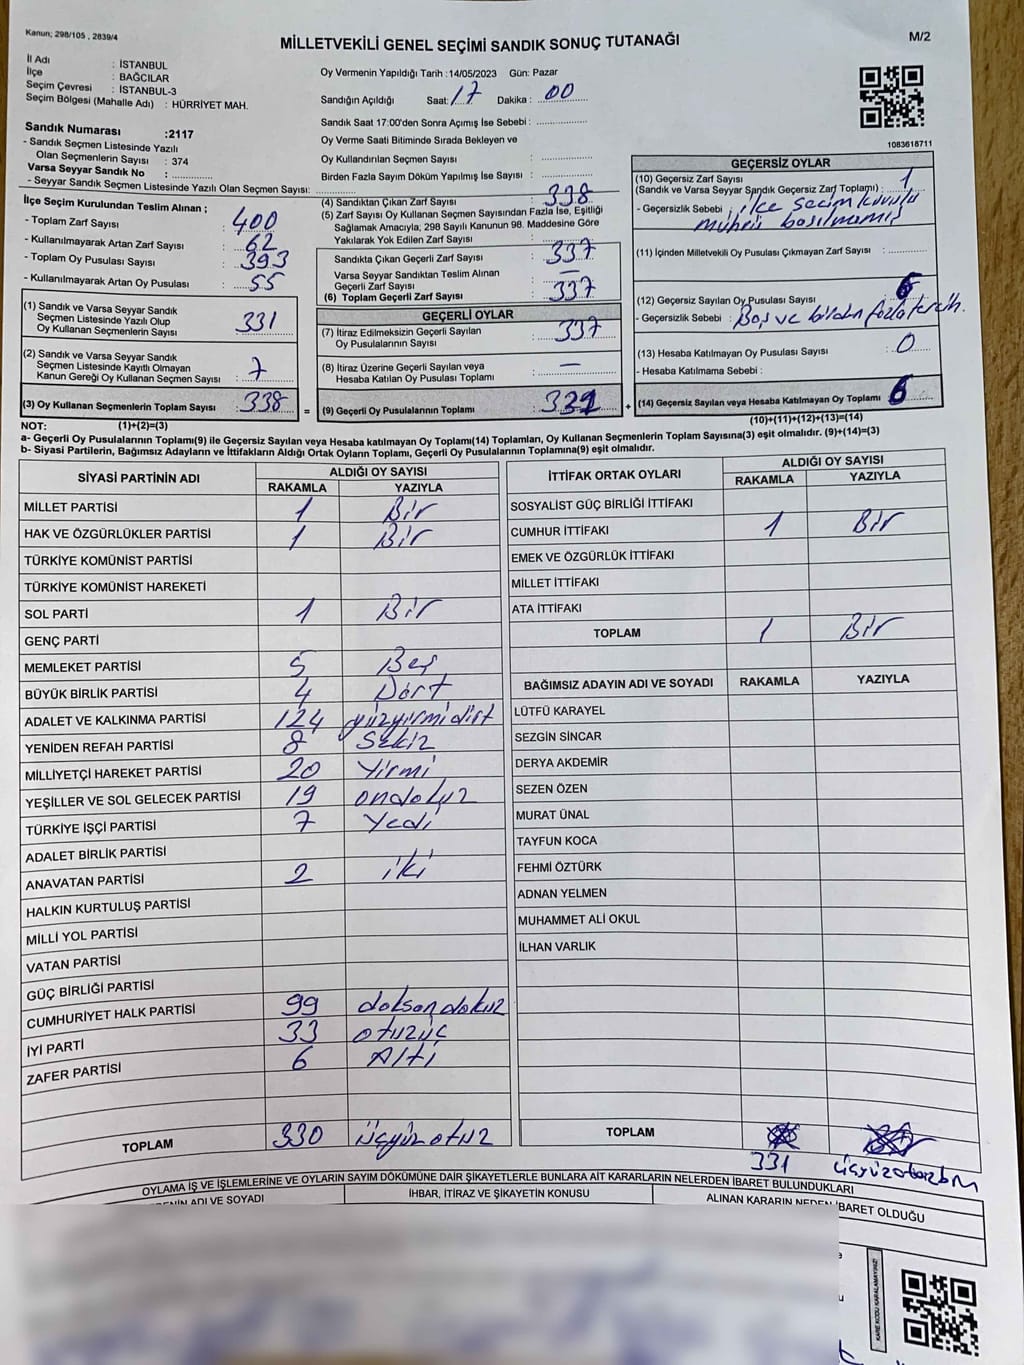 Kanun; 298/105 , 2839/4
MİLLETVEKİLİ GENEL SEÇİMİ SANDIK SONUÇ TUTANAĞI
M/2
İl Adı : İSTANBUL
İlçe : BAĞCILAR
Seçim Çevresi : İSTANBUL-3
Seçim Bölgesi (Mahalle Adı) : HÜRRİYET MAH.
Sandık Numarası :2117
- Sandık Seçmen Listesinde Yazılı
Olan Seçmenlerin Sayısı : 374
Varsa Seyyar Sandık No :
- Seyyar Sandık Seçmen Listesinde Yazılı Olan Seçmen Sayısı:
Oy Vermenin Yapıldığı Tarih :14/05/2023 Gün: Pazar
Sandığın Açıldığı Saat: 17 Dakika : 00
Sandık Saat 17:00'den Sonra Açımış İse Sebebi :
Oy Verme Saati Bitiminde Sırada Bekleyen ve
Oy Kullandırılan Seçmen Sayısı :
Birden Fazla Sayım Döküm Yapılmış İse Sayısı :
1083618711
İlçe Seçim Kurulundan Teslim Alınan ;
- Toplam Zarf Sayısı : 400
- Kullanılmayarak Artan Zarf Sayısı : 62
- Toplam Oy Pusulası Sayısı : 393
- Kullanılmayarak Artan Oy Pusulası : 55
(1) Sandık ve Varsa Seyyar Sandık
Seçmen Listesinde Yazılı Olup
Oy Kullanan Seçmenlerin Sayısı : 331
(2) Sandık ve Varsa Seyyar Sandık
Seçmen Listesinde Kayıtlı Olmayan
Kanun Gereği Oy Kullanan Seçmen Sayısı : 7
(3) Oy Kullanan Seçmenlerin Toplam Sayısı : 338
(1)+(2)=(3)
(4) Sandıktan Çıkan Zarf Sayısı : 338
(5) Zarf Sayısı Oy Kullanan Seçmen Sayısından Fazla İse, Eşitliği
Sağlamak Amacıyla; 298 Sayılı Kanunun 98. Maddesine Göre
Yakılarak Yok Edilen Zarf Sayısı :
Sandıkta Çıkan Geçerli Zarf Sayısı : 337
Varsa Seyyar Sandıktan Teslim Alınan
Geçerli Zarf Sayısı : —
(6) Toplam Geçerli Zarf Sayısı : 337
GEÇERLİ OYLAR
(7) İtiraz Edilmeksizin Geçerli Sayılan
Oy Pusulalarının Sayısı : 337
(8) İtiraz Üzerine Geçerli Sayılan veya
Hesaba Katılan Oy Pusulası Toplamı : —
= (9) Geçerli Oy Pusulalarının Toplamı : 331 +
GEÇERSİZ OYLAR
(10) Geçersiz Zarf Sayısı
(Sandık ve Varsa Seyyar Sandık Geçersiz Zarf Toplamı) : 1
- Geçersizlik Sebebi : ilçe seçim kurulu
mührü basılmamış
(11) İçinden Milletvekili Oy Pusulası Çıkmayan Zarf Sayısı :
(12) Geçersiz Sayılan Oy Pusulası Sayısı : 6
- Geçersizlik Sebebi : Boş ve birden fazla tercih.
(13) Hesaba Katılmayan Oy Pusulası Sayısı : 0
- Hesaba Katılmama Sebebi :
(14) Geçersiz Sayılan veya Hesaba Katılmayan Oy Toplamı : 6
(10)+(11)+(12)+(13)=(14)
NOT:
a- Geçerli Oy Pusulalarının Toplamı(9) ile Geçersiz Sayılan veya Hesaba katılmayan Oy Toplamı(14) Toplamları, Oy Kullanan Seçmenlerin Toplam Sayısına(3) eşit olmalıdır. (9)+(14)=(3)
b- Siyasi Partilerin, Bağımsız Adayların ve İttifakların Aldığı Ortak Oyların Toplamı, Geçerli Oy Pusulalarının Toplamına(9) eşit olmalıdır.
SİYASİ PARTİNİN ADI ALDIĞI OY SAYISI
RAKAMLA YAZIYLA
MİLLET PARTİSİ 1 Bir
HAK VE ÖZGÜRLÜKLER PARTİSİ 1 Bir
TÜRKİYE KOMÜNİST PARTİSİ
TÜRKİYE KOMÜNİST HAREKETİ
SOL PARTİ 1 Bir
GENÇ PARTİ
MEMLEKET PARTİSİ 5 Beş
BÜYÜK BİRLİK PARTİSİ 4 Dört
ADALET VE KALKINMA PARTİSİ 124 yüzyirmidört
YENİDEN REFAH PARTİSİ 8 Sekiz
MİLLİYETÇİ HAREKET PARTİSİ 20 Yirmi
YEŞİLLER VE SOL GELECEK PARTİSİ 19 ondokuz
TÜRKİYE İŞÇİ PARTİSİ 7 Yedi
ADALET BİRLİK PARTİSİ
ANAVATAN PARTİSİ 2 iki
HALKIN KURTULUŞ PARTİSİ
MİLLİ YOL PARTİSİ
VATAN PARTİSİ
GÜÇ BİRLİĞİ PARTİSİ
CUMHURİYET HALK PARTİSİ 99 doksandokuz
İYİ PARTİ 33 otuzüç
ZAFER PARTİSİ 6 Altı
TOPLAM 330 üçyüzotuz
İTTİFAK ORTAK OYLARI ALDIĞI OY SAYISI
RAKAMLA YAZIYLA
SOSYALİST GÜÇ BİRLİĞİ İTTİFAKI
CUMHUR İTTİFAKI 1 Bir
EMEK VE ÖZGÜRLÜK İTTİFAKI
MİLLET İTTİFAKI
ATA İTTİFAKI
TOPLAM 1 Bir
BAĞIMSIZ ADAYIN ADI VE SOYADI RAKAMLA YAZIYLA
LÜTFÜ KARAYEL
SEZGİN SİNCAR
DERYA AKDEMİR
SEZEN ÖZEN
MURAT ÜNAL
TAYFUN KOCA
FEHMİ ÖZTÜRK
ADNAN YELMEN
MUHAMMET ALİ OKUL
İLHAN VARLIK
TOPLAM
331 üçyüzotuzbir
OYLAMA İŞ VE İŞLEMLERİNE VE OYLARIN SAYIM DÖKÜMÜNE DAİR ŞİKAYETLERLE BUNLARA AİT KARARLARIN NELERDEN İBARET BULUNDUKLARI
ENİN ADI VE SOYADI İHBAR, İTİRAZ VE ŞİKAYETİN KONUSU ALINAN KARARIN NEDEN İBARET OLDUĞU
KARE KODU KARALAMAYINIZ!